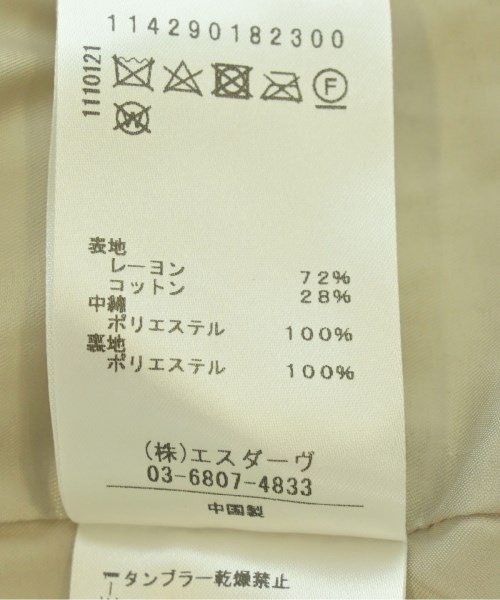 114290182300
1110121
F
W
表地
レーヨン 72%
コットン 28%
中綿
ポリエステル 100%
裏地
ポリエステル 100%
(株)エスダーヴ
03-6807-4833
中国製
タンブラー乾燥禁止